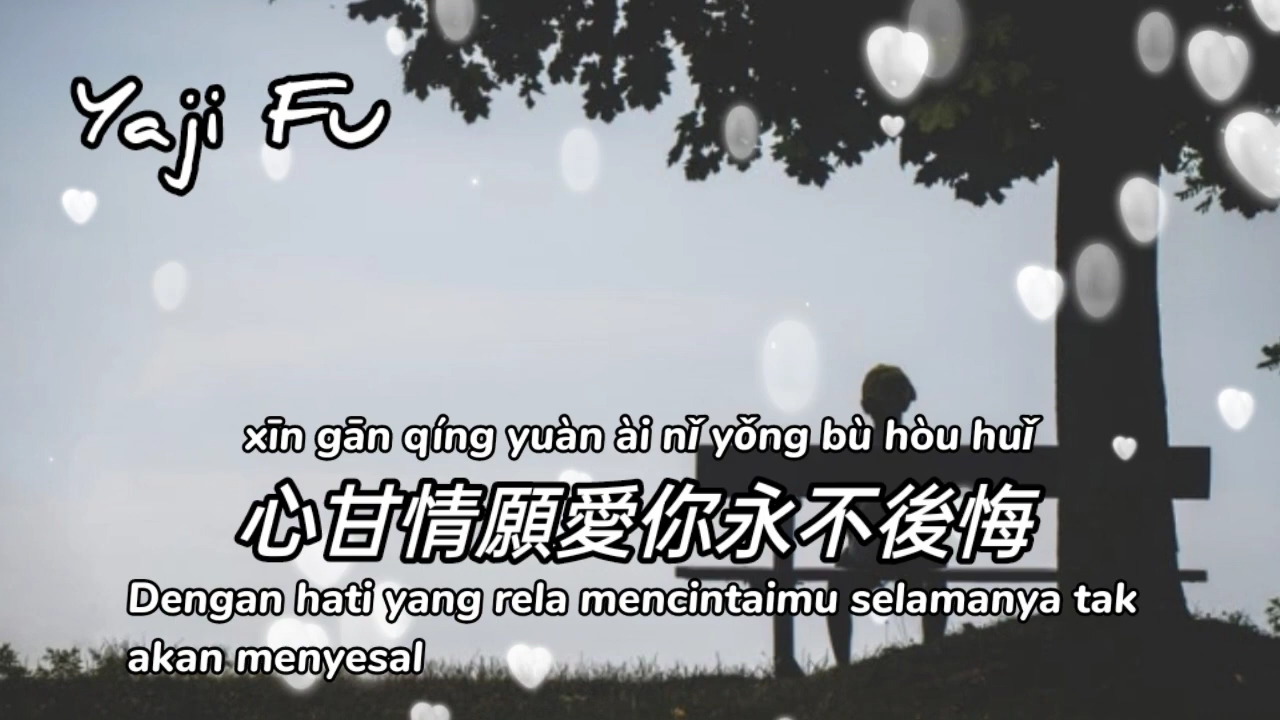 Yaji Fu
xīn gān qíng yuàn ài nǐ yǒng bù hòu huǐ
心甘情願愛你永不後悔
Dengan hati yang rela mencintaimu selamanya tak
akan menyesal